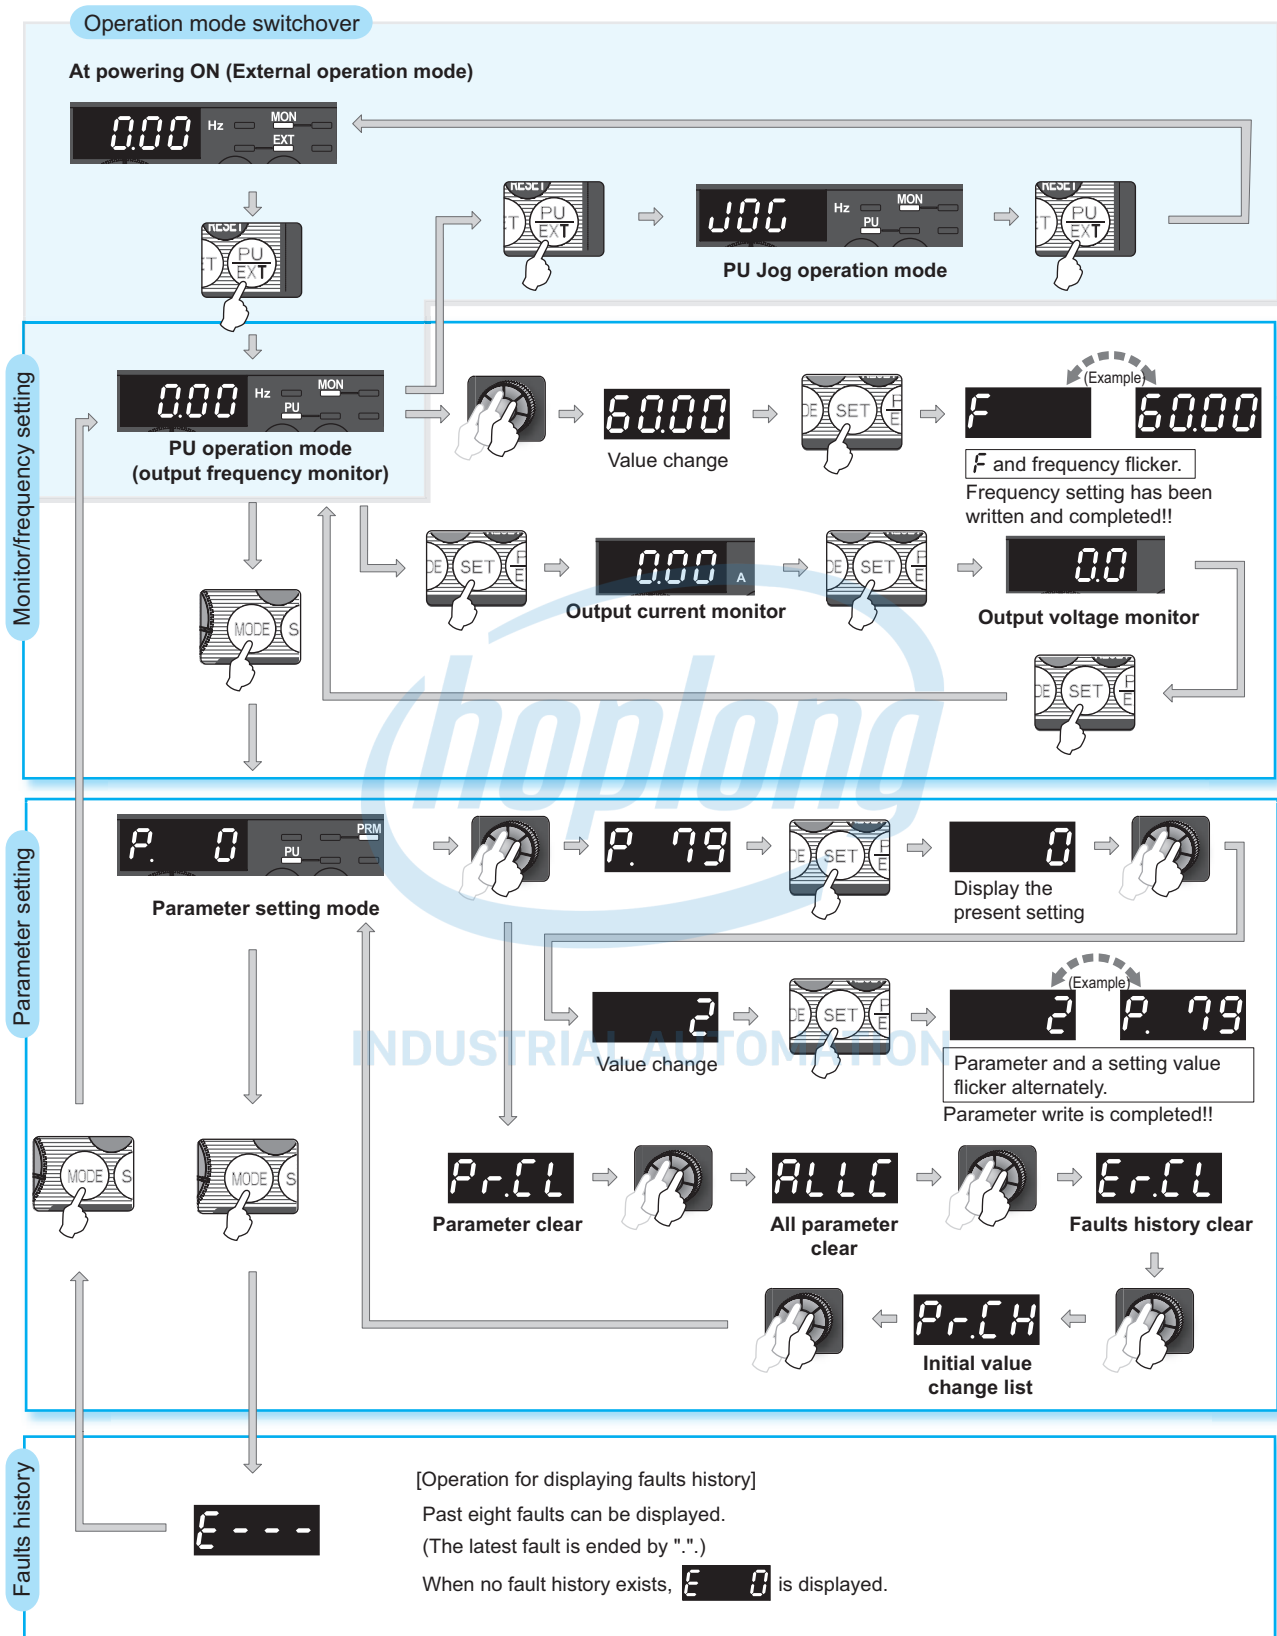 Operation mode switchover
At powering ON (External operation mode)
0.00 Hz MON EXT
RESET PU EXT
RESET PU EXT
JOG Hz MON PU
PU Jog operation mode
RESET PU EXT
Monitor/frequency setting
0.00 Hz MON PU
PU operation mode
(output frequency monitor)
60.00
Value change
SET
(Example)
F 60.00
F and frequency flicker.
Frequency setting has been
written and completed!!
SET
0.00 A
Output current monitor
SET
0.0
Output voltage monitor
SET
MODE
hoplong
INDUSTRIAL AUTOMATION
Parameter setting
P. 0 PRM PU
Parameter setting mode
P. 79
SET
0
Display the
present setting
2
Value change
SET
(Example)
2 P. 79
Parameter and a setting value
flicker alternately.
Parameter write is completed!!
MODE
MODE
Pr.CL
Parameter clear
ALLC
All parameter
clear
Er.CL
Faults history clear
Pr.CH
Initial value
change list
Faults history
E---
[Operation for displaying faults history]
Past eight faults can be displayed.
(The latest fault is ended by ".".)
When no fault history exists, E 0 is displayed.